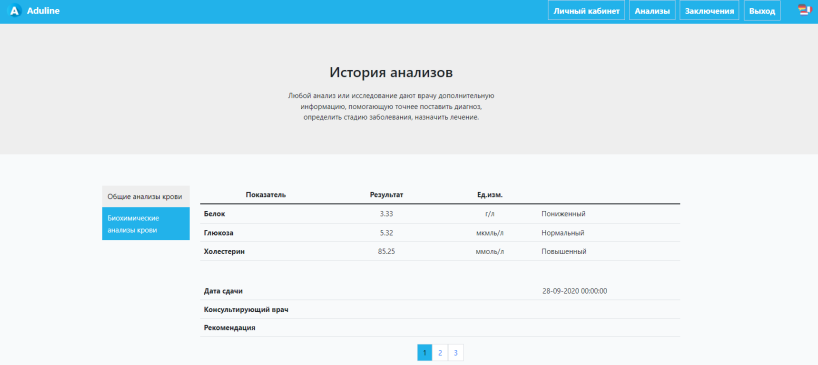 Aduline
Личный кабинет
Анализы
Заключения
Выход
История анализов
Любой анализ или исследование дают врачу дополнительную
информацию, помогающую точнее поставить диагноз,
определить стадию заболевания, назначить лечение.
Общие анализы крови
Биохимические
анализы крови
Показатель Результат Ед.изм.
Белок 3.33 г/л Пониженный
Глюкоза 5.32 мкмль/л Нормальный
Холестерин 85.25 ммоль/л Повышенный
Дата сдачи 28-09-2020 00:00:00
Консультирующий врач
Рекомендация
1 2 3